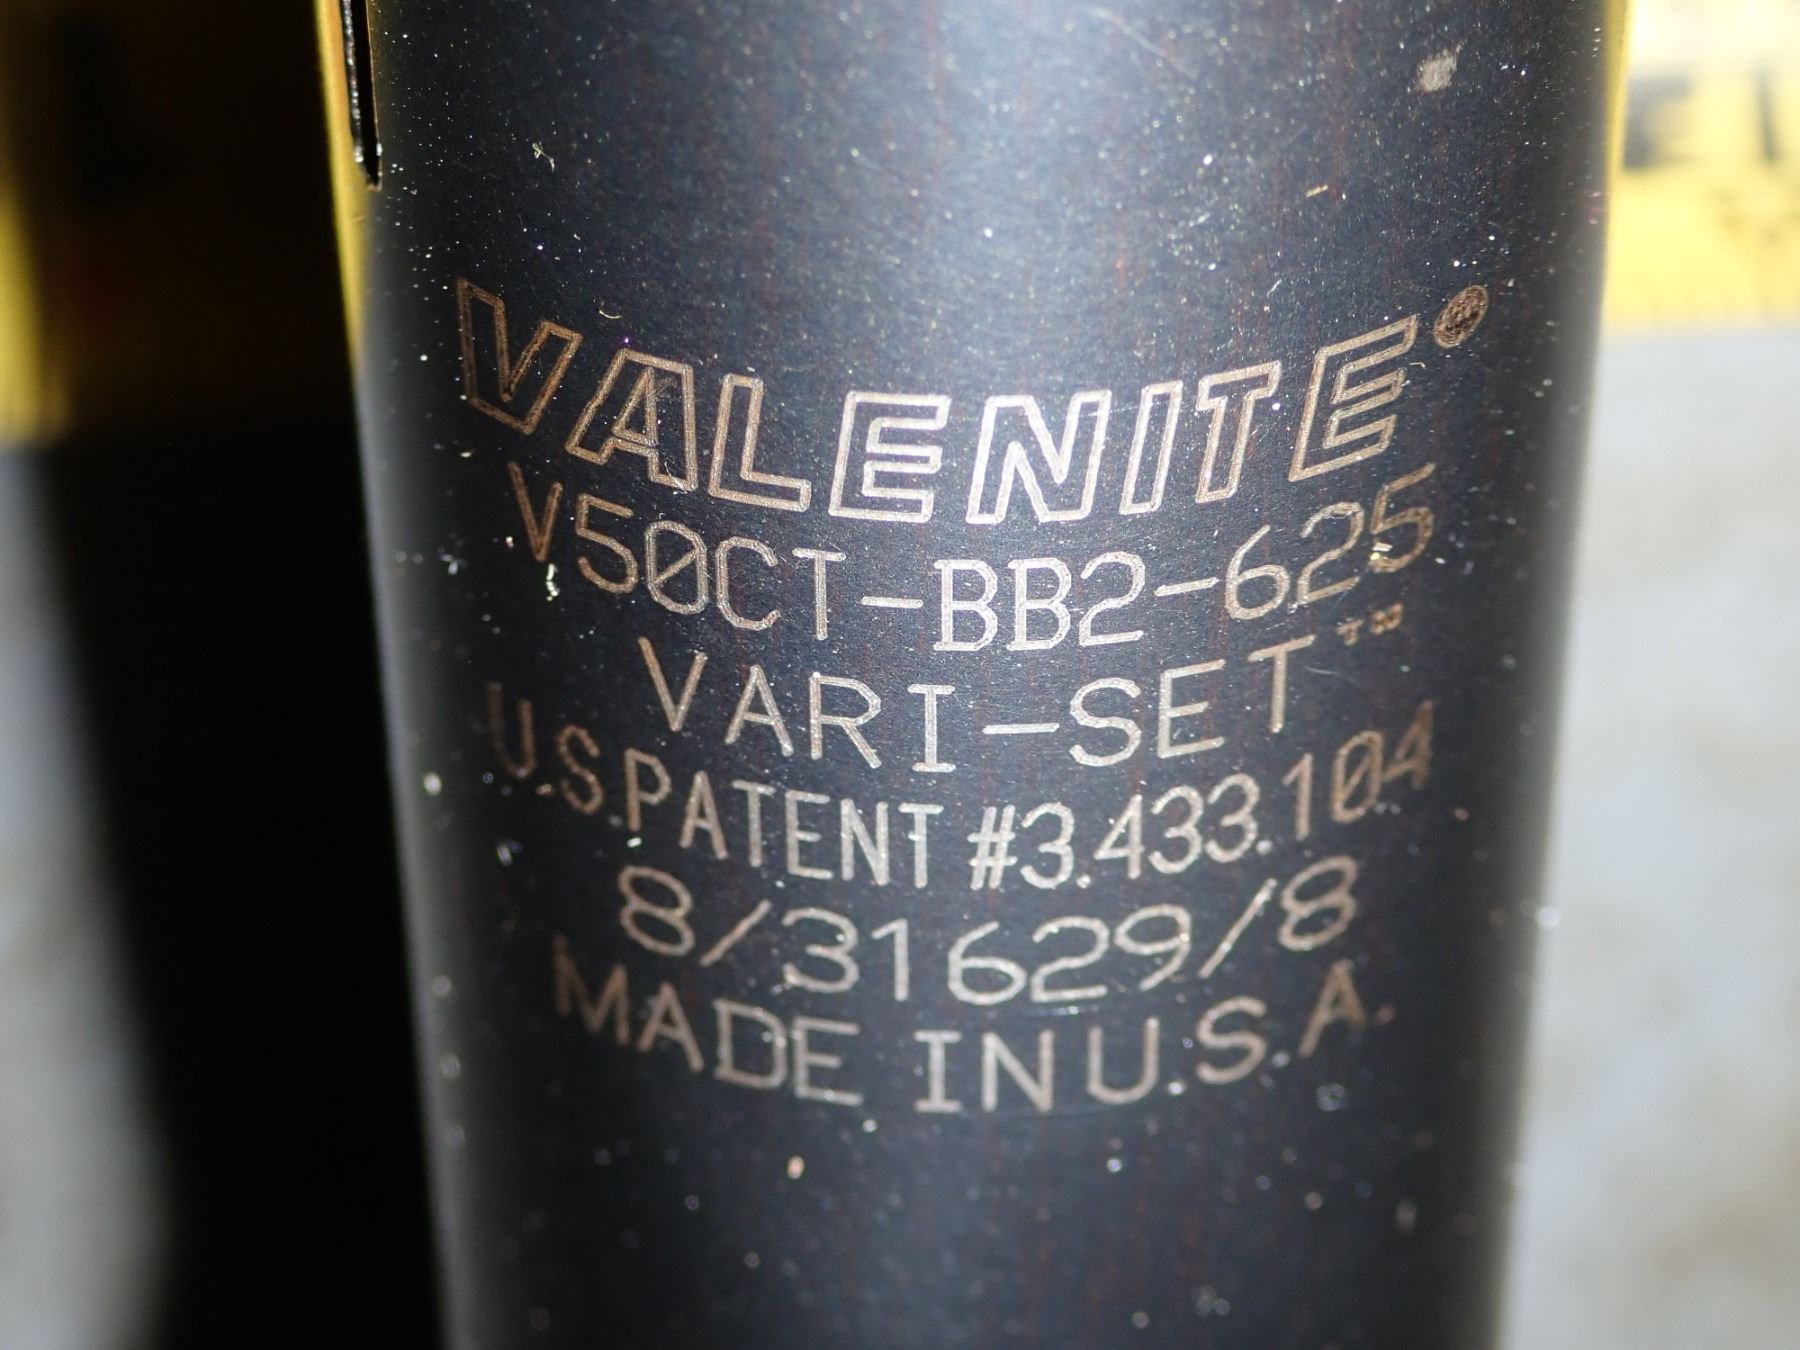 VALENITE®
V50CT-BB2-625
VARI-SET™
U.S.PATENT #3.433.104
8/31629/8
MADE IN U.S.A.